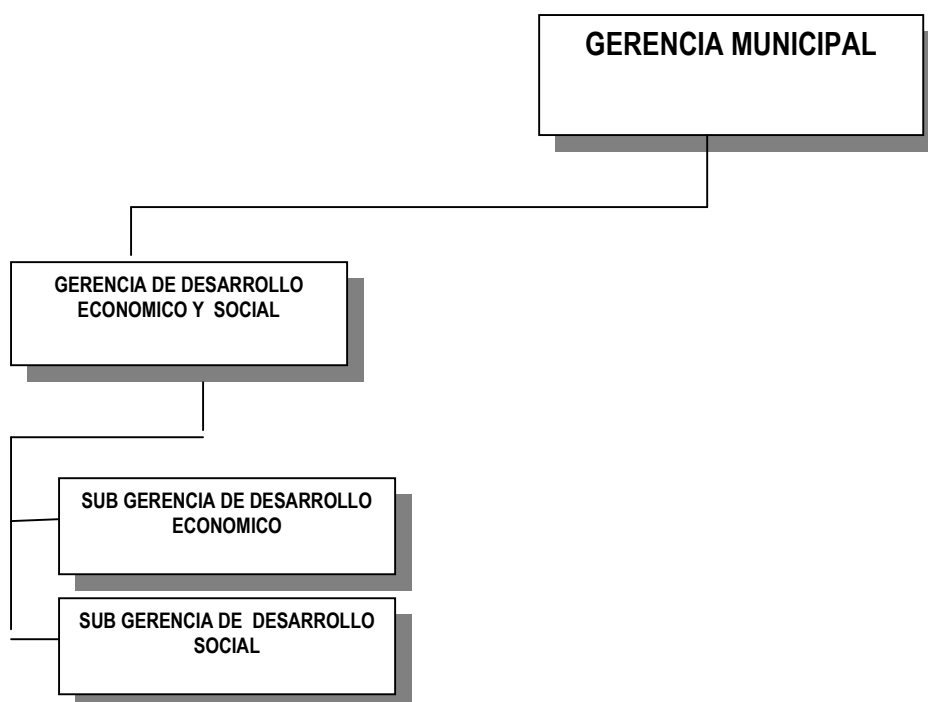 GERENCIA MUNICIPAL
GERENCIA DE DESARROLLO
ECONOMICO Y SOCIAL
SUB GERENCIA DE DESARROLLO
ECONOMICO
SUB GERENCIA DE DESARROLLO
SOCIAL